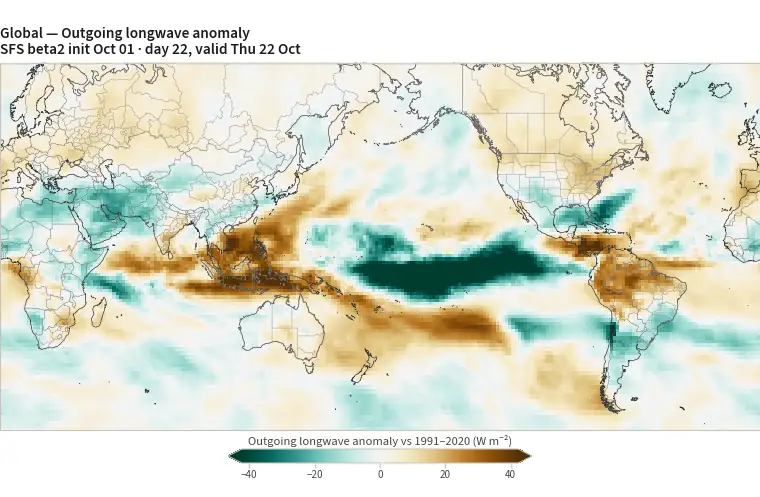 Global — Outgoing longwave anomaly
SFS beta2 init Oct 01 · day 22, valid Thu 22 Oct
Outgoing longwave anomaly vs 1991–2020 (W m⁻²)
−40 −20 0 20 40